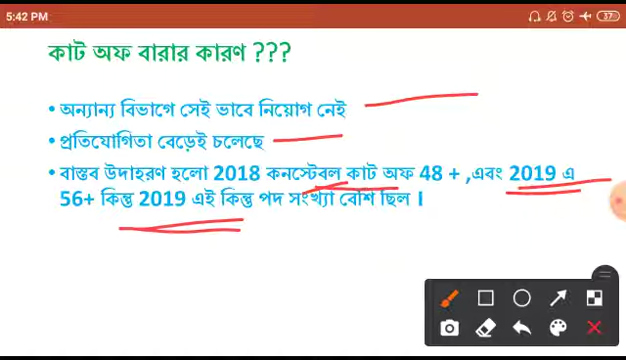 5:42 PM
37
কাট অফ বারার কারণ ???
• অন্যান্য বিভাগে সেই ভাবে নিয়োগ নেই
• প্রতিযোগিতা বেড়েই চলেছে
• বাস্তব উদাহরণ হলো 2018 কনস্টেবল কাট অফ 48 + ,এবং 2019 এ
56+ কিন্তু 2019 এই কিন্তু পদ সংখ্যা বেশি ছিল ।